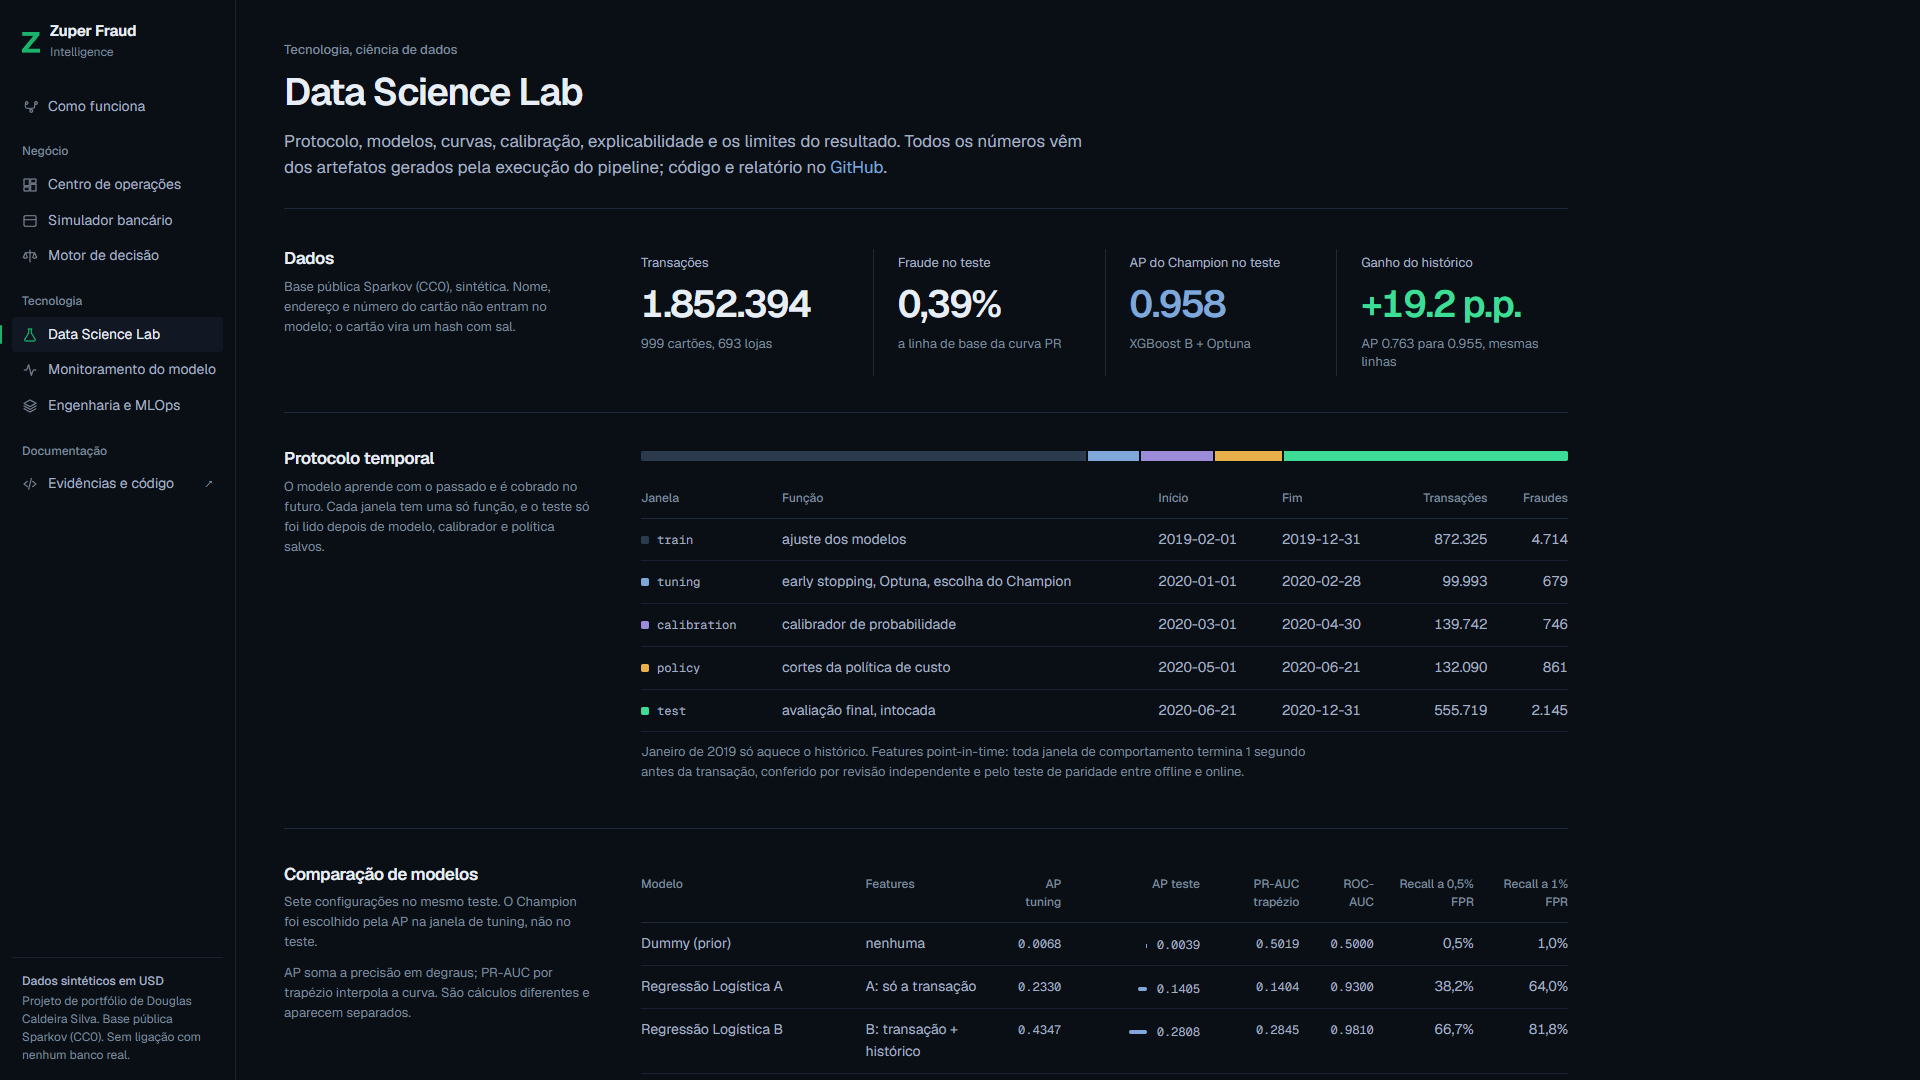 Zuper Fraud
Intelligence
Como funciona
Negócio
Centro de operações
Simulador bancário
Motor de decisão
Tecnologia
Data Science Lab
Monitoramento do modelo
Engenharia e MLOps
Documentação
Evidências e código ↗
Dados sintéticos em USD
Projeto de portfólio de Douglas
Caldeira Silva. Base pública
Sparkov (CC0). Sem ligação com
nenhum banco real.
Tecnologia, ciência de dados
Data Science Lab
Protocolo, modelos, curvas, calibração, explicabilidade e os limites do resultado. Todos os números vêm
dos artefatos gerados pela execução do pipeline; código e relatório no GitHub.
Dados
Base pública Sparkov (CC0), sintética. Nome,
endereço e número do cartão não entram no
modelo; o cartão vira um hash com sal.
Transações
1.852.394
999 cartões, 693 lojas
Fraude no teste
0,39%
a linha de base da curva PR
AP do Champion no teste
0.958
XGBoost B + Optuna
Ganho do histórico
+19.2 p.p.
AP 0.763 para 0.955, mesmas
linhas
Protocolo temporal
O modelo aprende com o passado e é cobrado no
futuro. Cada janela tem uma só função, e o teste só
foi lido depois de modelo, calibrador e política
salvos.
Janela Função Início Fim Transações Fraudes
train ajuste dos modelos 2019-02-01 2019-12-31 872.325 4.714
tuning early stopping, Optuna, escolha do Champion 2020-01-01 2020-02-28 99.993 679
calibration calibrador de probabilidade 2020-03-01 2020-04-30 139.742 746
policy cortes da política de custo 2020-05-01 2020-06-21 132.090 861
test avaliação final, intocada 2020-06-21 2020-12-31 555.719 2.145
Janeiro de 2019 só aquece o histórico. Features point-in-time: toda janela de comportamento termina 1 segundo
antes da transação, conferido por revisão independente e pelo teste de paridade entre offline e online.
Comparação de modelos
Sete configurações no mesmo teste. O Champion
foi escolhido pela AP na janela de tuning, não no
teste.
AP soma a precisão em degraus; PR-AUC por
trapézio interpola a curva. São cálculos diferentes e
aparecem separados.
Modelo Features AP AP teste PR-AUC ROC- Recall a 0,5% Recall a 1%
tuning trapézio AUC FPR FPR
Dummy (prior) nenhuma 0.0068 0.0039 0.5019 0.5000 0,5% 1,0%
Regressão Logística A A: só a transação 0.2330 0.1405 0.1404 0.9300 38,2% 64,0%
Regressão Logística B B: transação + 0.4347 0.2808 0.2845 0.9810 66,7% 81,8%
histórico